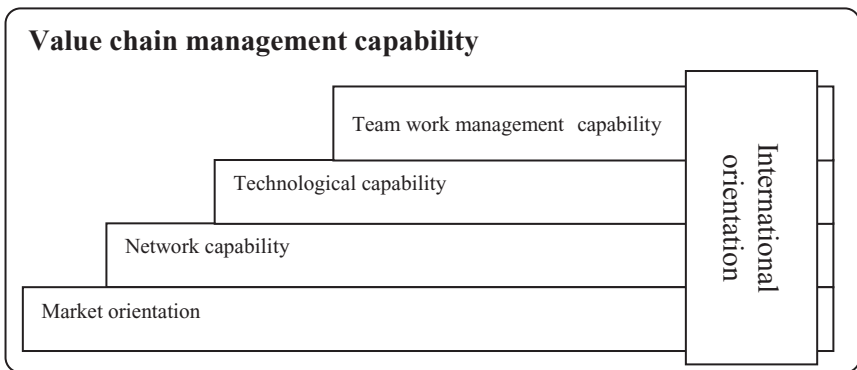 Value chain management capability
Team work management capability
Technological capability
Network capability
Market orientation
International
orientation